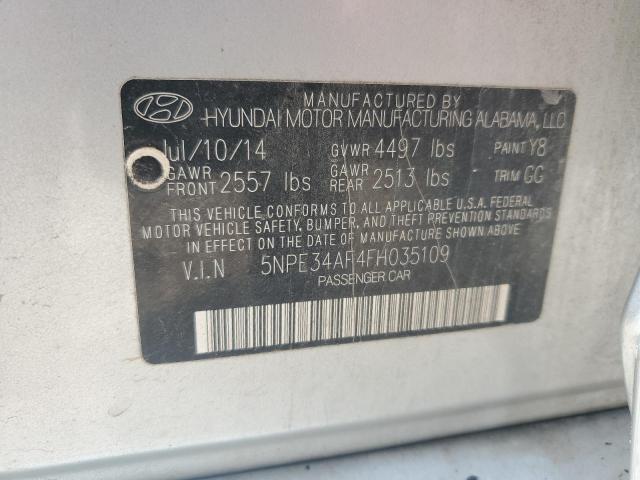 MANUFACTURED BY
HYUNDAI MOTOR MANUFACTURING ALABAMA, LLC
Jul/10/14 GVWR 4497 lbs PAINT Y8
GAWR FRONT 2557 lbs GAWR REAR 2513 lbs TRIM GG
THIS VEHICLE CONFORMS TO ALL APPLICABLE U.S.A. FEDERAL
MOTOR VEHICLE SAFETY, BUMPER, AND THEFT PREVENTION STANDARDS
IN EFFECT ON THE DATE OF MANUFACTURE SHOWN ABOVE.
V.I.N 5NPE34AF4FH035109
PASSENGER CAR